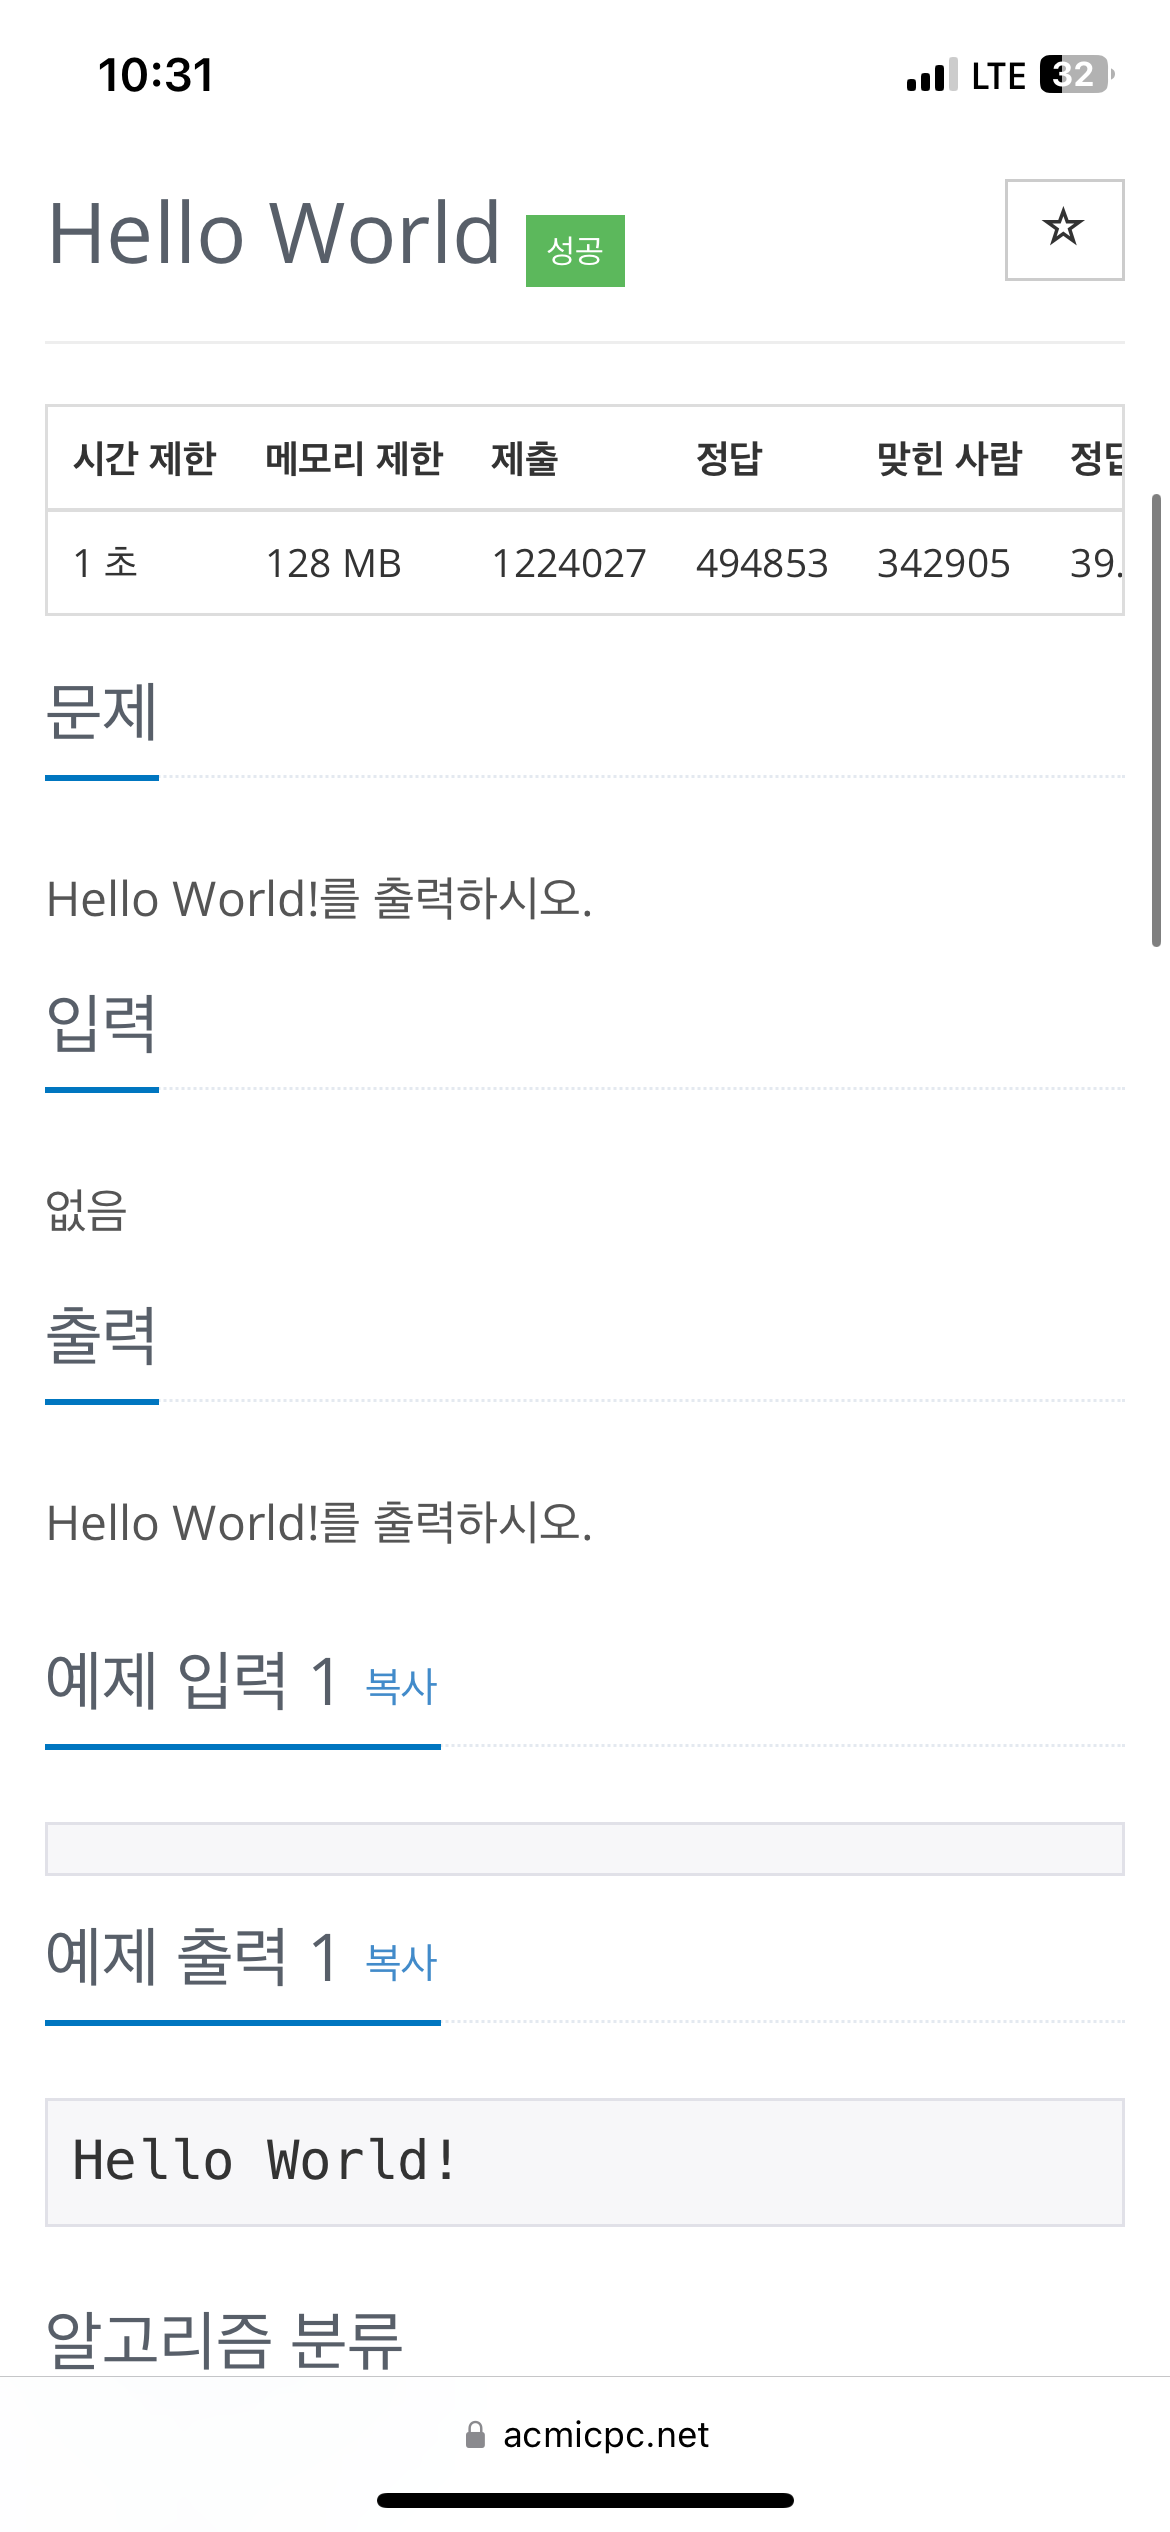 10:31 LTE 32
Hello World 성공
시간 제한 메모리 제한 제출 정답 맞힌 사람
1 초 128 MB 1224027 494853 342905 39.
문제
Hello World!를 출력하시오.
입력
없음
출력
Hello World!를 출력하시오.
예제 입력 1 복사
예제 출력 1 복사
Hello World!
알고리즘 분류
acmicpc.net